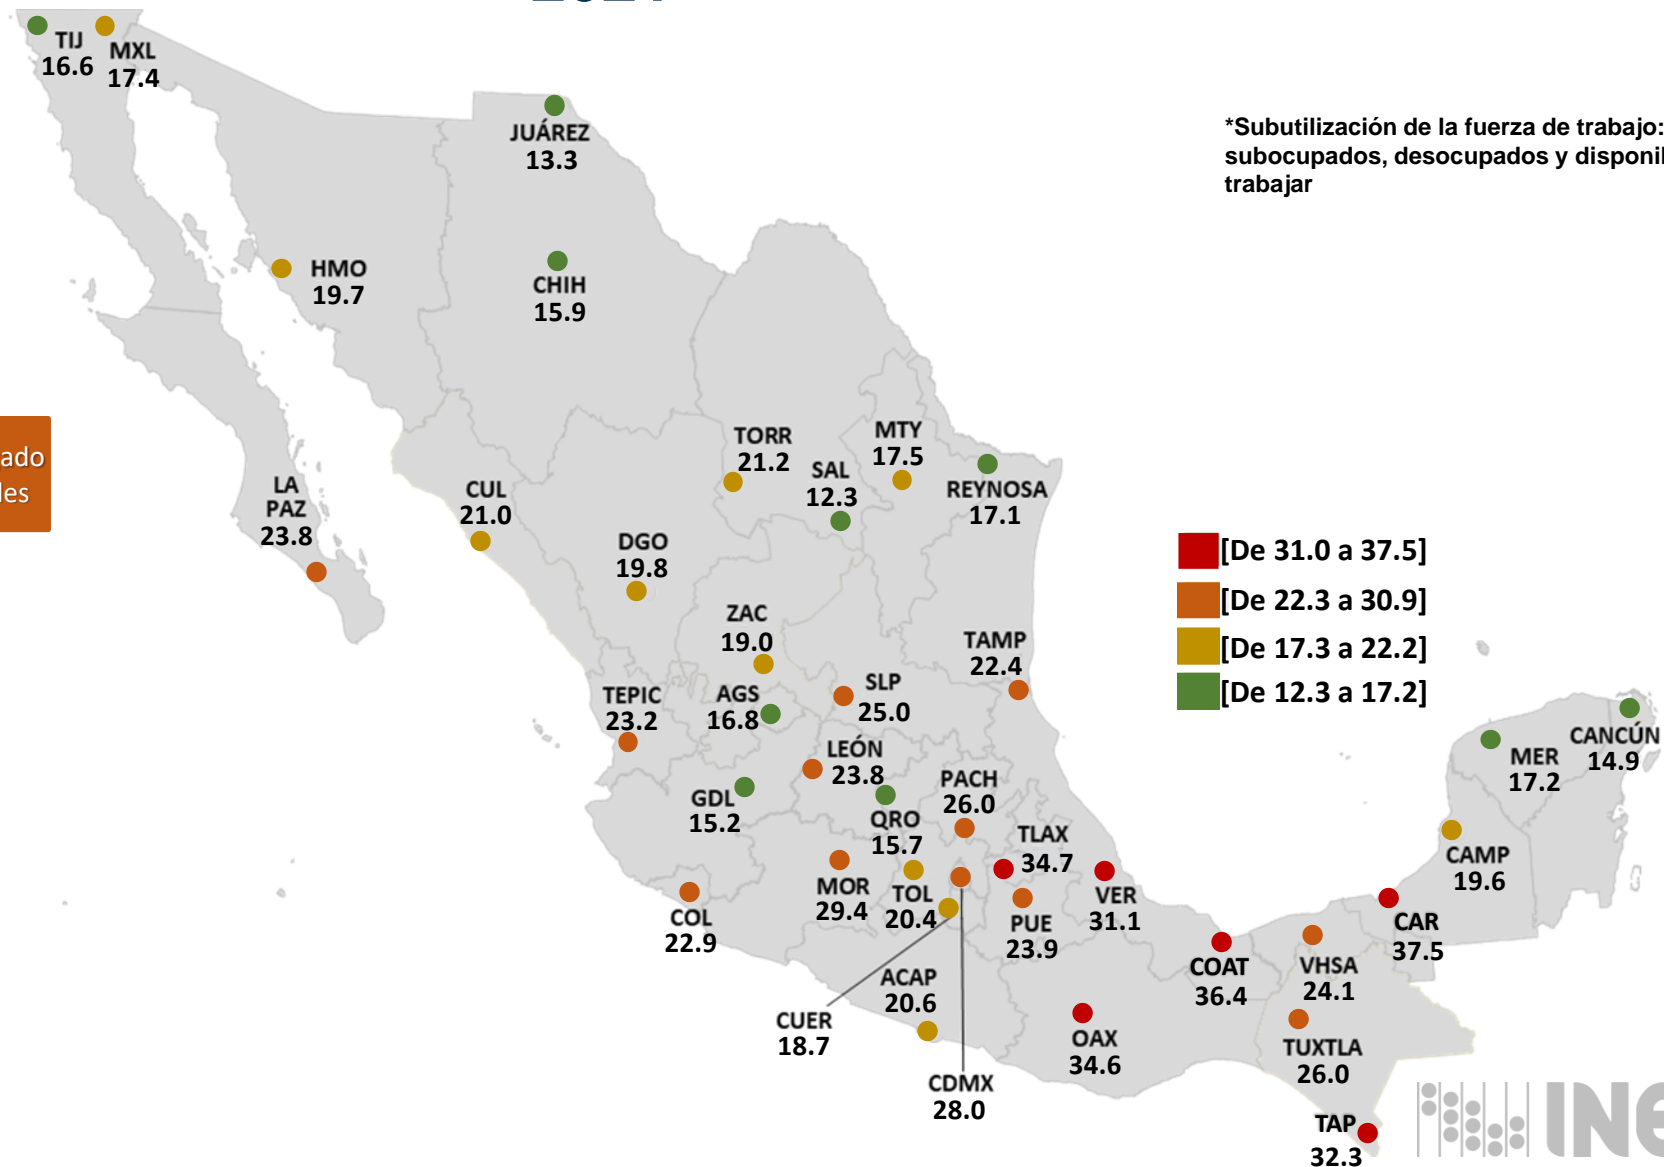 TIJ
16.6
MXL
17.4
JUÁREZ
13.3
*Subutilización de la fuerza de trabajo:
subocupados, desocupados y
trabajar
HMO
19.7
CHIH
15.9
TORR
21.2
MTY
17.5
SAL
12.3
REYNOSA
17.1
LA
PAZ
23.8
CUL
21.0
DGO
19.8
[De 31.0 a 37.5]
[De 22.3 a 30.9]
[De 17.3 a 22.2]
[De 12.3 a 17.2]
ZAC
19.0
TAMP
22.4
TEPIC
23.2
AGS
16.8
SLP
25.0
LEÓN
23.8
PACH
26.0
GDL
15.2
QRO
15.7
TLAX
34.7
MER
17.2
CANCÚN
14.9
CAMP
19.6
COL
22.9
MOR
29.4
TOL
20.4
PUE
23.9
VER
31.1
CAR
37.5
COAT
36.4
VHSA
24.1
ACAP
20.6
CUER
18.7
OAX
34.6
TUXTLA
26.0
CDMX
28.0
TAP
32.3